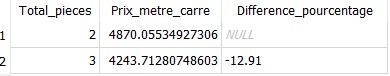 Total_pieces Prix_metre_carre Difference_pourcentage
1 2 4870.05534927306 NULL
2 3 4243.71280748603 -12.91